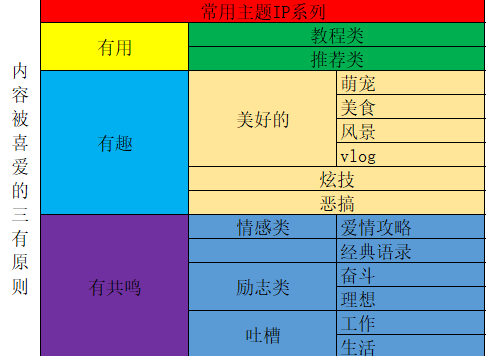 常用主题IP系列
内容被喜爱的三有原则
有用
教程类
推荐类
有趣
美好的
萌宠
美食
风景
vlog
炫技
恶搞
有共鸣
情感类
爱情攻略
经典语录
励志类
奋斗
理想
吐槽
工作
生活